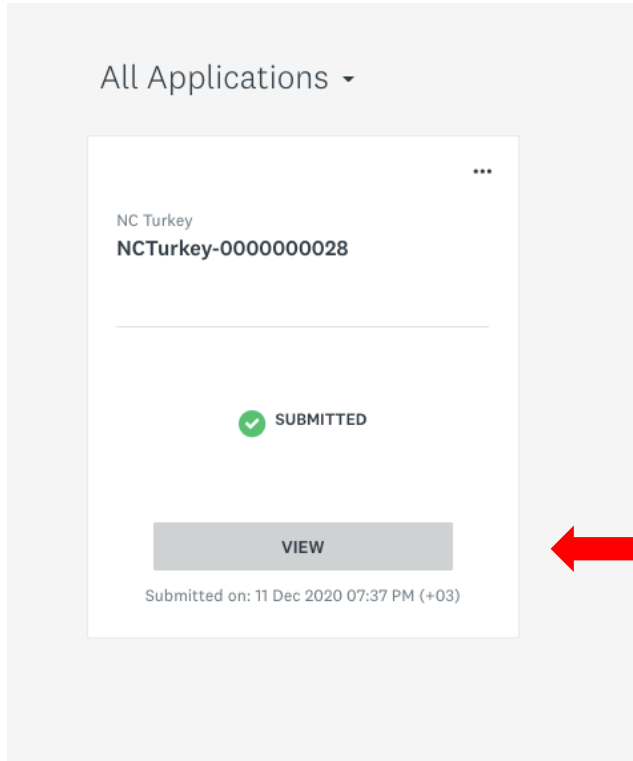 All Applications
NC Turkey
NCTurkey-0000000028
SUBMITTED
VIEW
Submitted on: 11 Dec 2020 07:37 PM (+03)